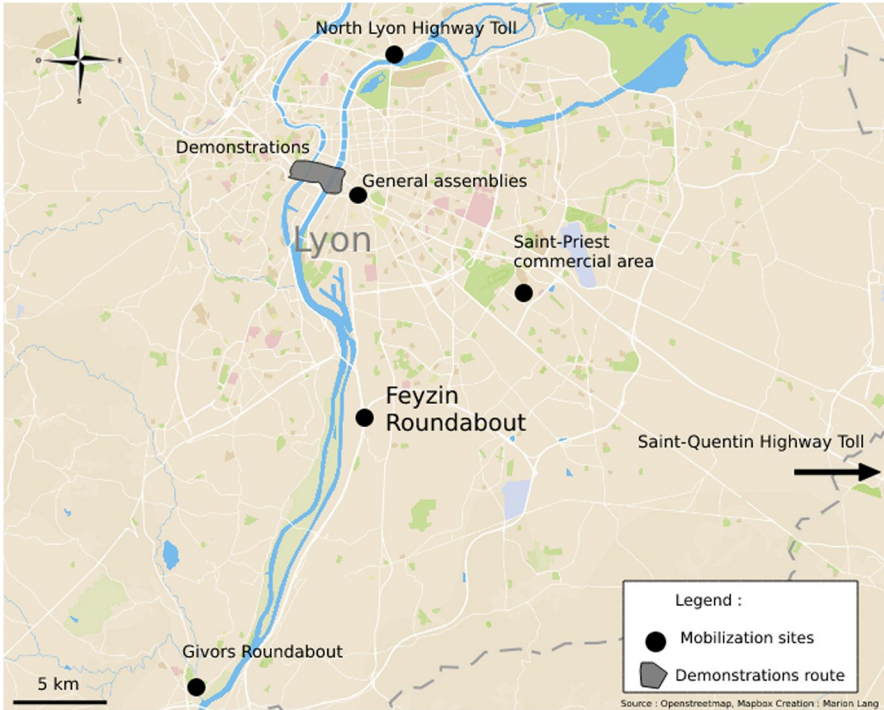 N
O
E
S
North Lyon Highway Toll
Demonstrations
General assemblies
Lyon
Saint-Priest
commercial area
Feyzin
Roundabout
Saint-Quentin Highway Toll
Givors Roundabout
5 km
Legend :
Mobilization sites
Demonstrations route
Source : Openstreetmap, Mapbox Creation : Marion Lang